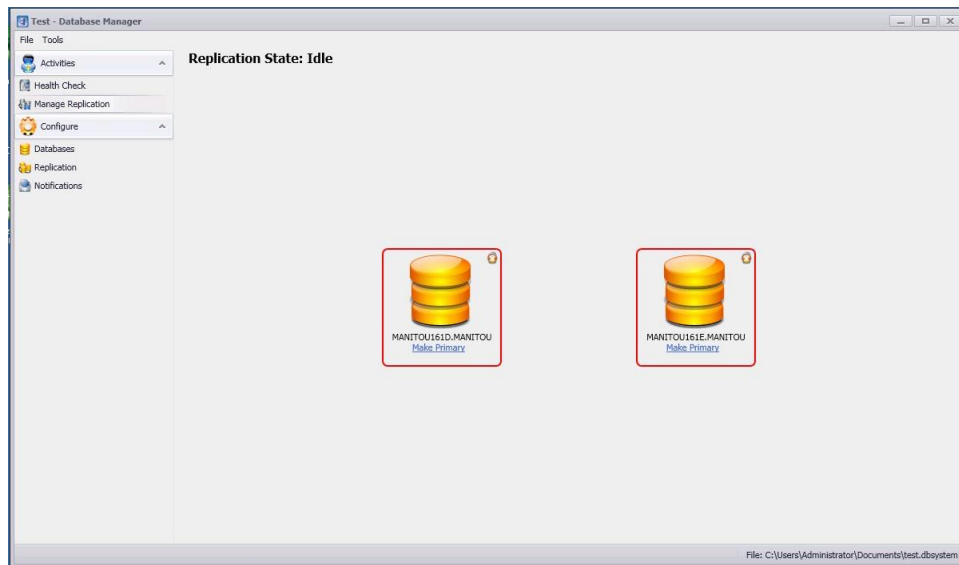 Test - Database Manager
File Tools
Activities
Replication State: Idle
Health Check
Manage Replication
Configure
Databases
Replication
Notifications
MANITOU161D.MANITOU
Make Primary
MANITOU161E.MANITOU
Make Primary
File: C:\Users\Administrator\Documents\test.dbsystem